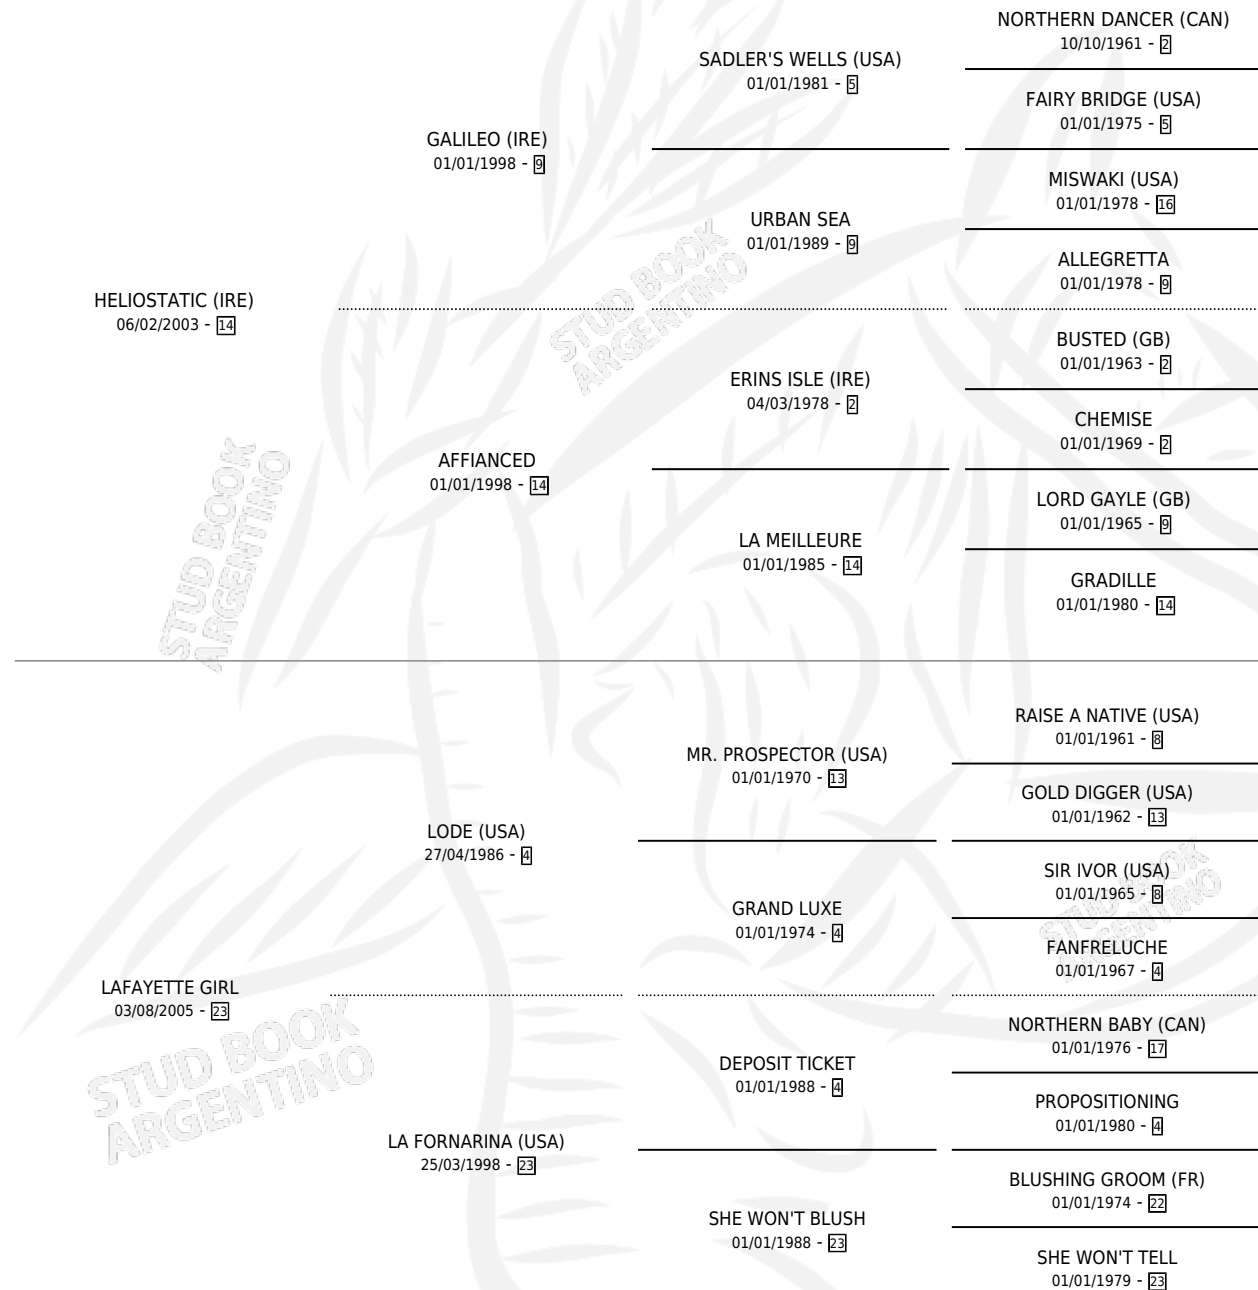 NORTHERN DANCER (CAN)
10/10/1961 - 2
SADLER'S WELLS (USA)
01/01/1981 - 5
FAIRY BRIDGE (USA)
01/01/1975 - 5
GALILEO (IRE)
01/01/1998 - 9
MISWAKI (USA)
01/01/1978 - 16
URBAN SEA
01/01/1989 - 9
ALLEGRETTA
01/01/1978 - 9
HELIOSTATIC (IRE)
06/02/2003 - 14
STUD BOOK
ARGENTINO
BUSTED (GB)
01/01/1963 - 2
ERINS ISLE (IRE)
04/03/1978 - 2
CHEMISE
01/01/1969 - 2
AFFIANCED
01/01/1998 - 14
LORD GAYLE (GB)
01/01/1965 - 9
LA MEILLEURE
01/01/1985 - 14
GRADILLE
01/01/1980 - 14
STUD BOOK
ARGENTINO
RAISE A NATIVE (USA)
01/01/1961 - 8
MR. PROSPECTOR (USA)
01/01/1970 - 13
GOLD DIGGER (USA)
01/01/1962 - 13
LODE (USA)
27/04/1986 - 4
SIR IVOR (USA)
01/01/1965 - 8
GRAND LUXE
01/01/1974 - 4
FANFRELUCHE
01/01/1967 - 4
STUD BOOK
ARGENTINO
LAFAYETTE GIRL
03/08/2005 - 23
NORTHERN BABY (CAN)
01/01/1976 - 17
DEPOSIT TICKET
01/01/1988 - 4
PROPOSITIONING
01/01/1980 - 4
STUD BOOK
ARGENTINO
LA FORNARINA (USA)
25/03/1998 - 23
BLUSHING GROOM (FR)
01/01/1974 - 22
SHE WON'T BLUSH
01/01/1988 - 23
SHE WON'T TELL
01/01/1979 - 23